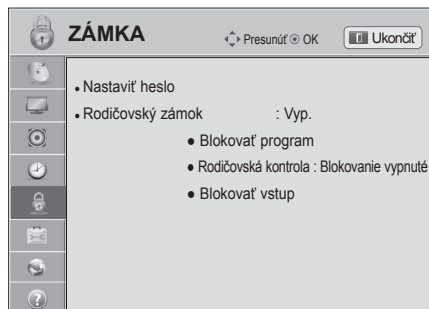 ZÁMKA
Presunúť OK
Ukončiť
• Nastaviť heslo
• Rodičovský zámok : Vyp.
• Blokovať program
• Rodičovská kontrola : Blokovanie vypnuté
• Blokovať vstup